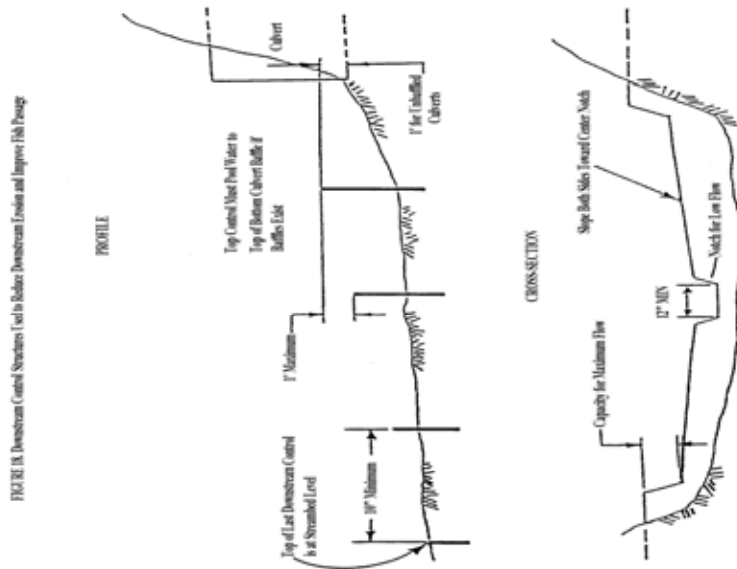 FIGURE 18. Downstream Control Structures Used to Reduce Downstream Erosion and Improve Fish Passage
PROFILE
Culvert
Top Control Must Pool Water to
Top of Bottom Culvert Baffle if
Baffles Exist
1' for Unbaffled
Culverts
1' Maximum
Top of Last Downstream Control
is at Streambed Level
10" Minimum
CROSS-SECTION
Slope Both Sides Toward Center Notch
Notch for Low Flow
12" MIN
Capacity for Maximum Flow